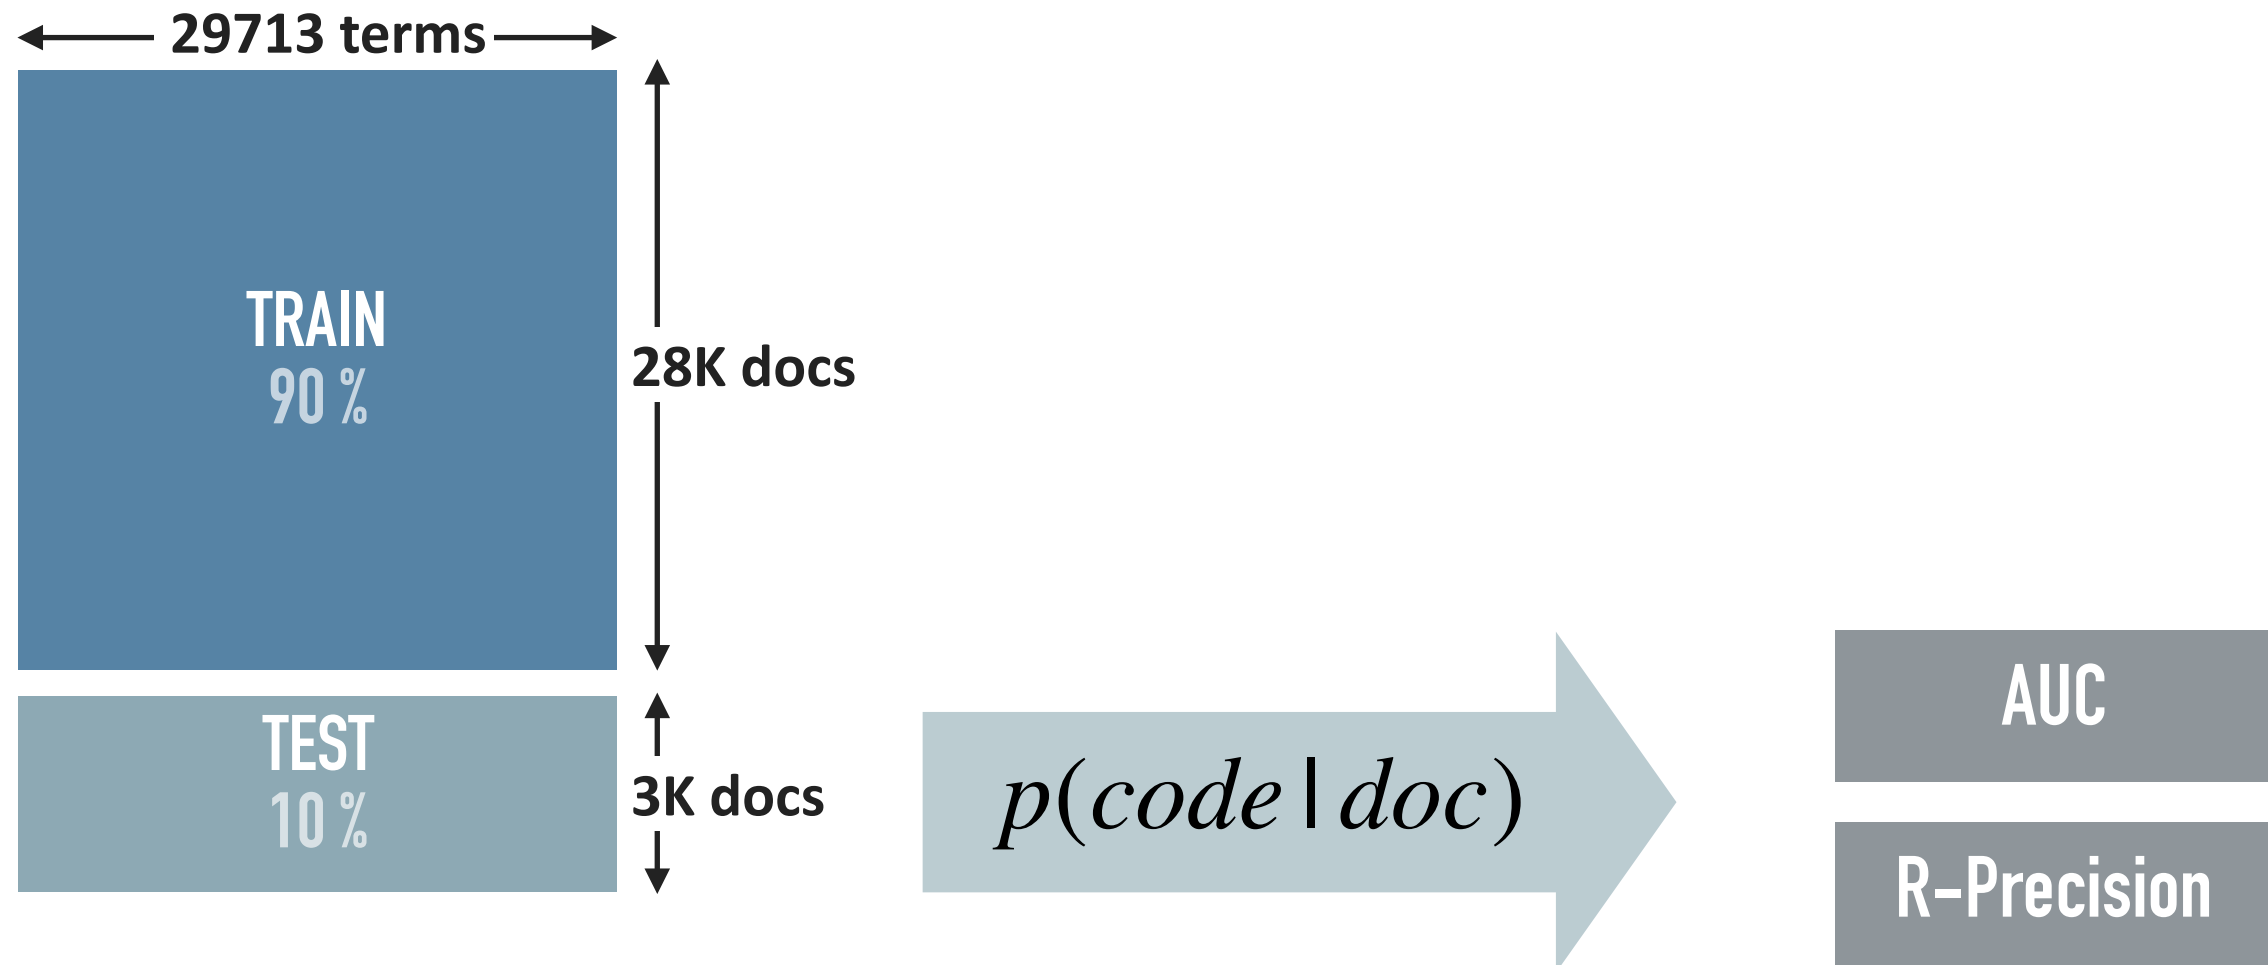 29713 terms
TRAIN
90 %
28K docs
TEST
10 %
3K docs
p(code | doc)
AUC
R-Precision